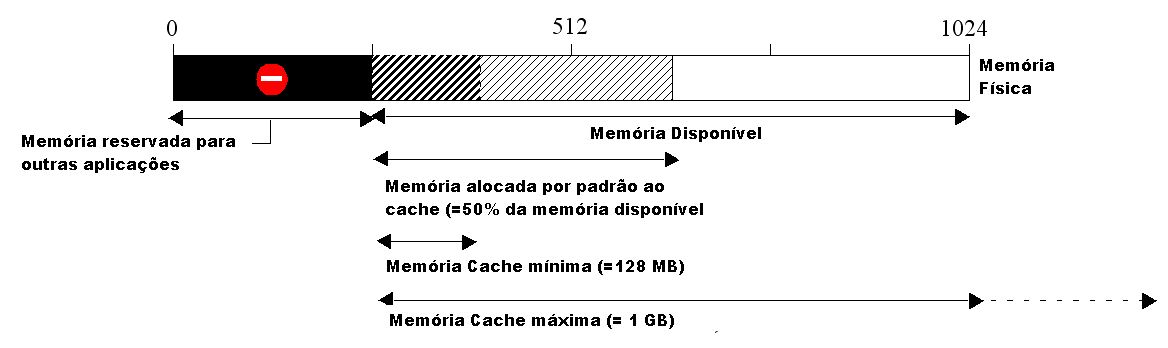 0
512
1024
Memória
Física
Memória reservada para
outras aplicações
Memória Disponível
Memória alocada por padrão ao
cache (=50% da memória disponível
Memória Cache mínima (=128 MB)
Memória Cache máxima (= 1 GB)